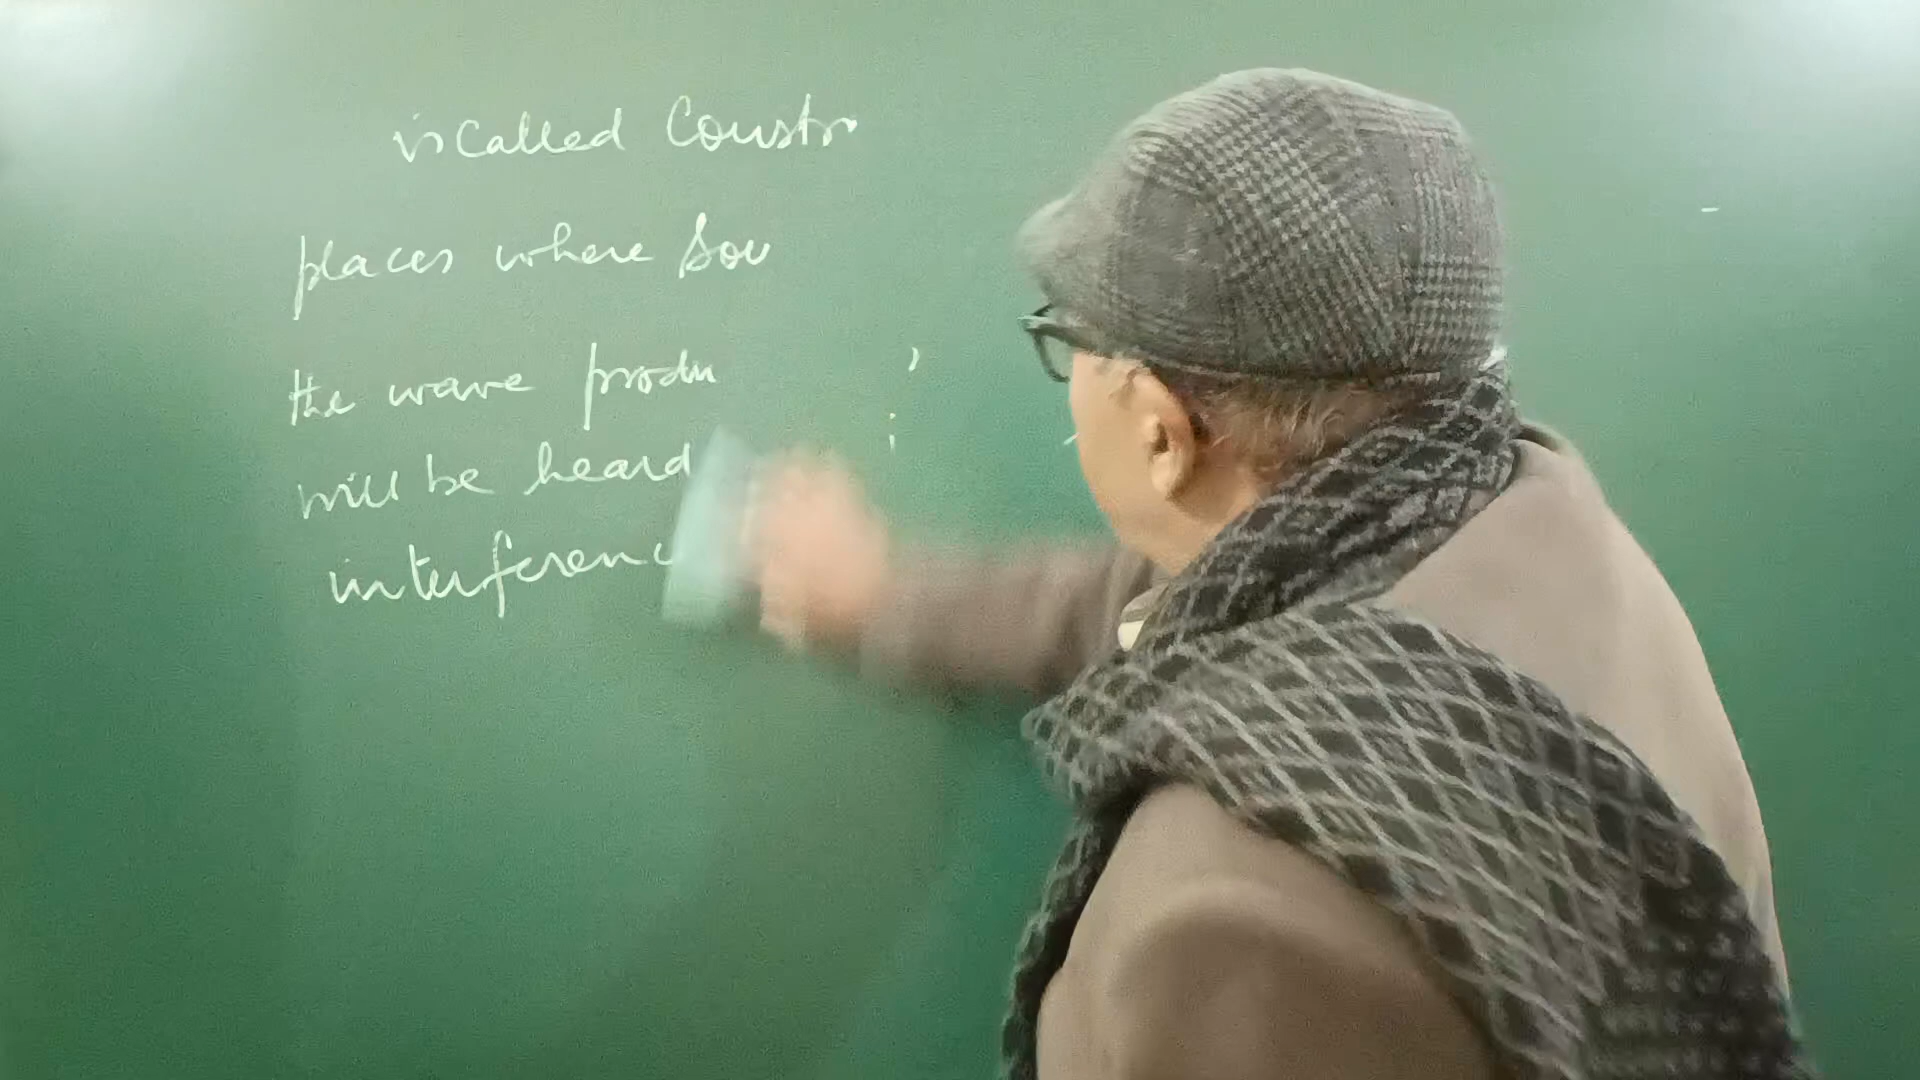 is called Constr
places where Sou
the wave produ
will be heard
interferenc